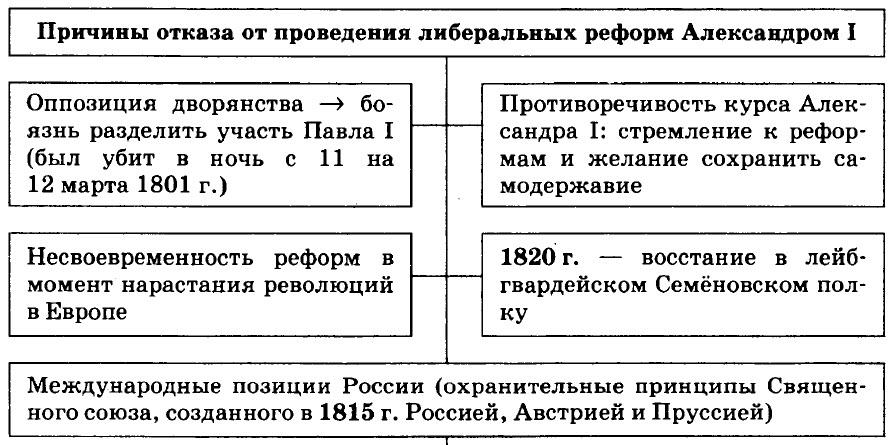 Причины отказа от проведения либеральных реформ Александром I
Оппозиция дворянства → бо-
язнь разделить участь Павла I
(был убит в ночь с 11 на
12 марта 1801 г.)
Противоречивость курса Алек-
сандра I: стремление к рефор-
мам и желание сохранить са-
модержавие
Несвоевременность реформ в
момент нарастания революций
в Европе
1820 г. — восстание в лейб-
гвардейском Семёновском пол-
ку
Международные позиции России (охранительные принципы Священ-
ного союза, созданного в 1815 г. Россией, Австрией и Пруссией)